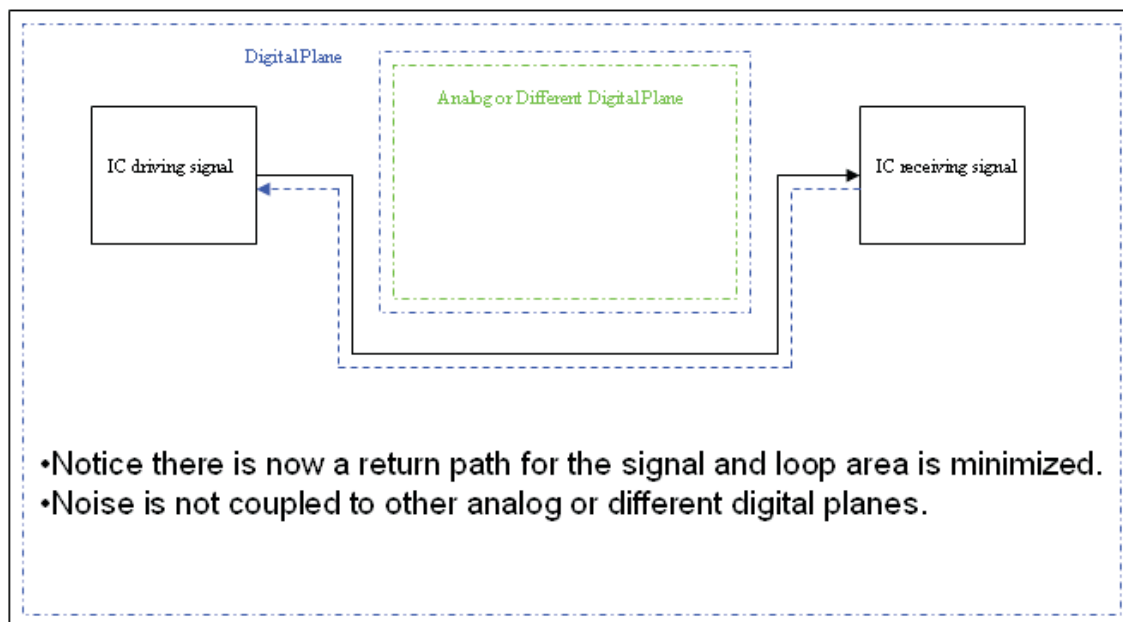 DigitalPlane
Analog or Different DigitalPlane
IC driving signal
IC receiving signal
•Notice there is now a return path for the signal and loop area is minimized.
•Noise is not coupled to other analog or different digital planes.